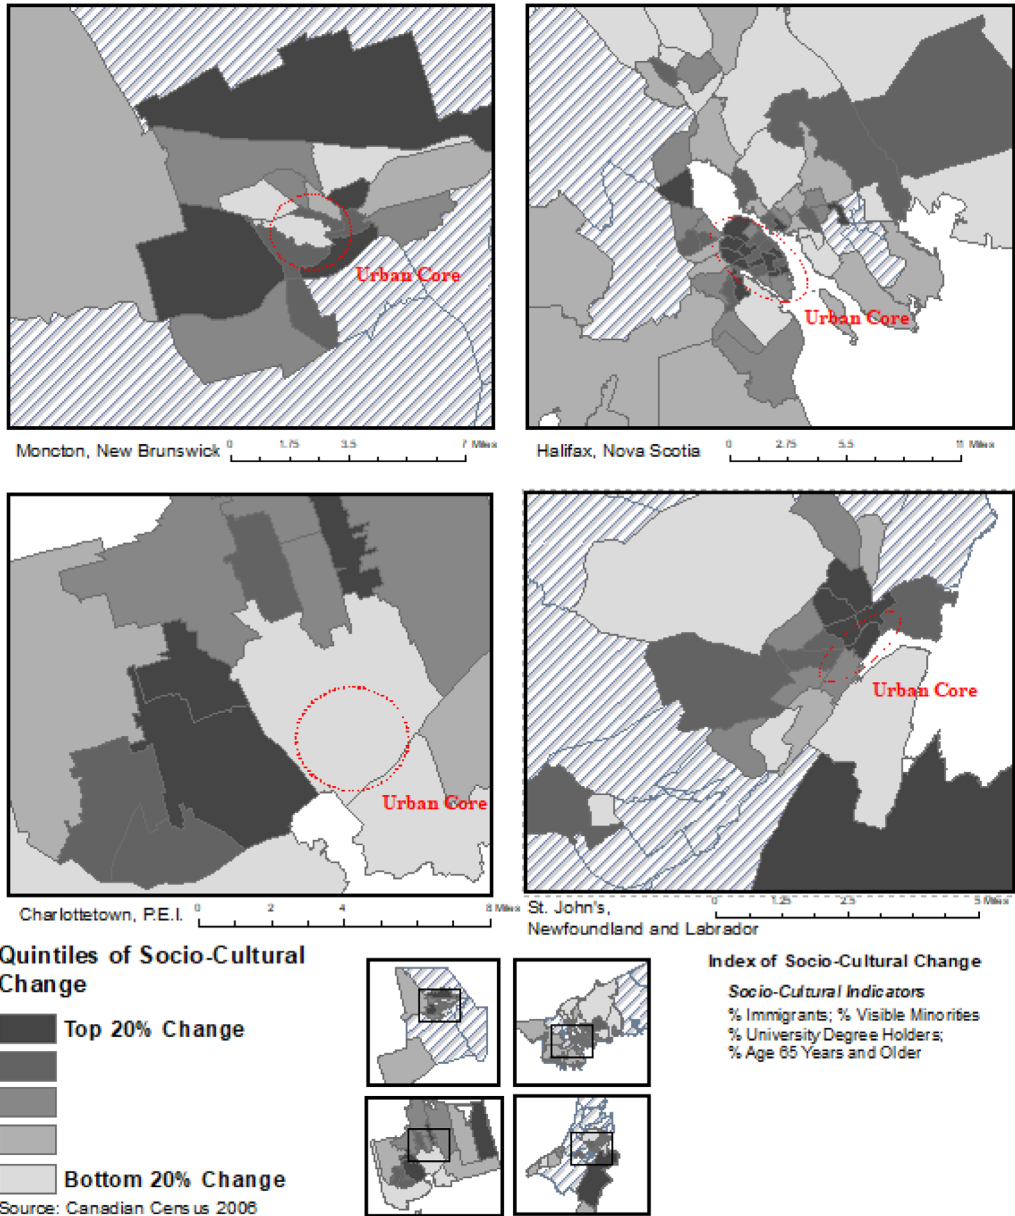 Urban Core
Urban Core
Moncton, New Brunswick
0 1.75 3.5 7 Miles
Halifax, Nova Scotia
0 2.75 5.5 11 Miles
Urban Core
Urban Core
Charlottetown, P.E.I.
0 2 4 8 Miles
St. John's,
Newfoundland and Labrador
0 1.25 2.5 5 Miles
Quintiles of Socio-Cultural
Change
Top 20% Change
Bottom 20% Change
Source: Canadian Census 2006
Index of Socio-Cultural Change
Socio-Cultural Indicators
% Immigrants; % Visible Minorities
% University Degree Holders;
% Age 65 Years and Older